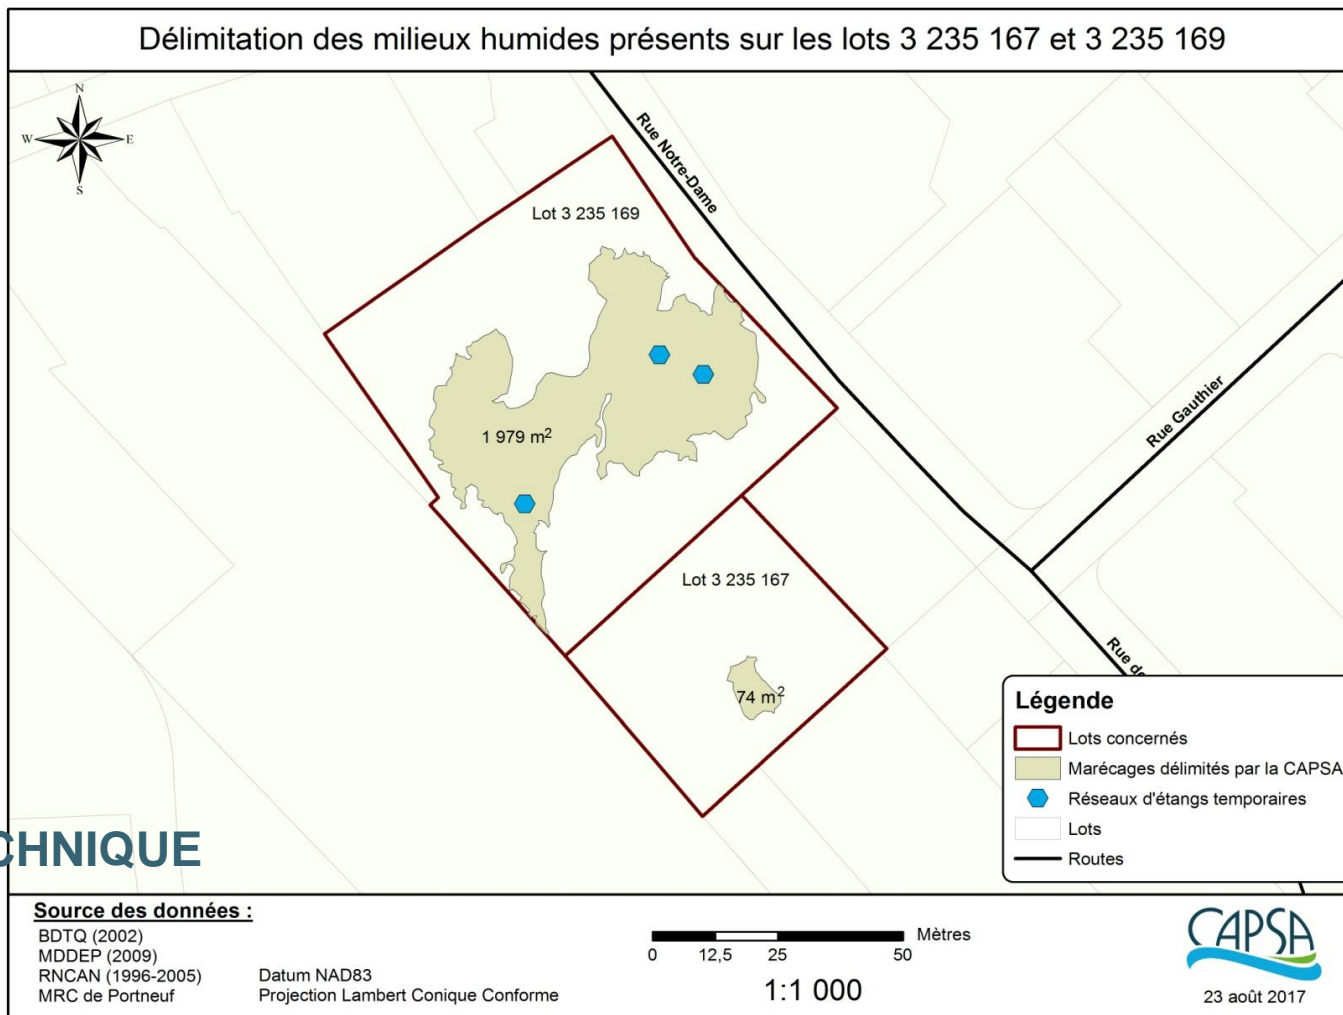 Délimitation des milieux humides présents sur les lots 3 235 167 et 3 235 169
N
W
E
S
Rue Notre-Dame
Lot 3 235 169
Rue Gauthier
1 979 m2
Lot 3 235 167
74 m2
Rue de
Légende
Lots concernés
Marécages délimités par la CAPSA
Réseaux d'étangs temporaires
Lots
Routes
CHNIQUE
Source des données :
BDTQ (2002)
MDDEP (2009)
RNCAN (1996-2005)
MRC de Portneuf
Datum NAD83
Projection Lambert Conique Conforme
Mètres
0 12,5 25 50
1:1 000
CAPSA
23 août 2017